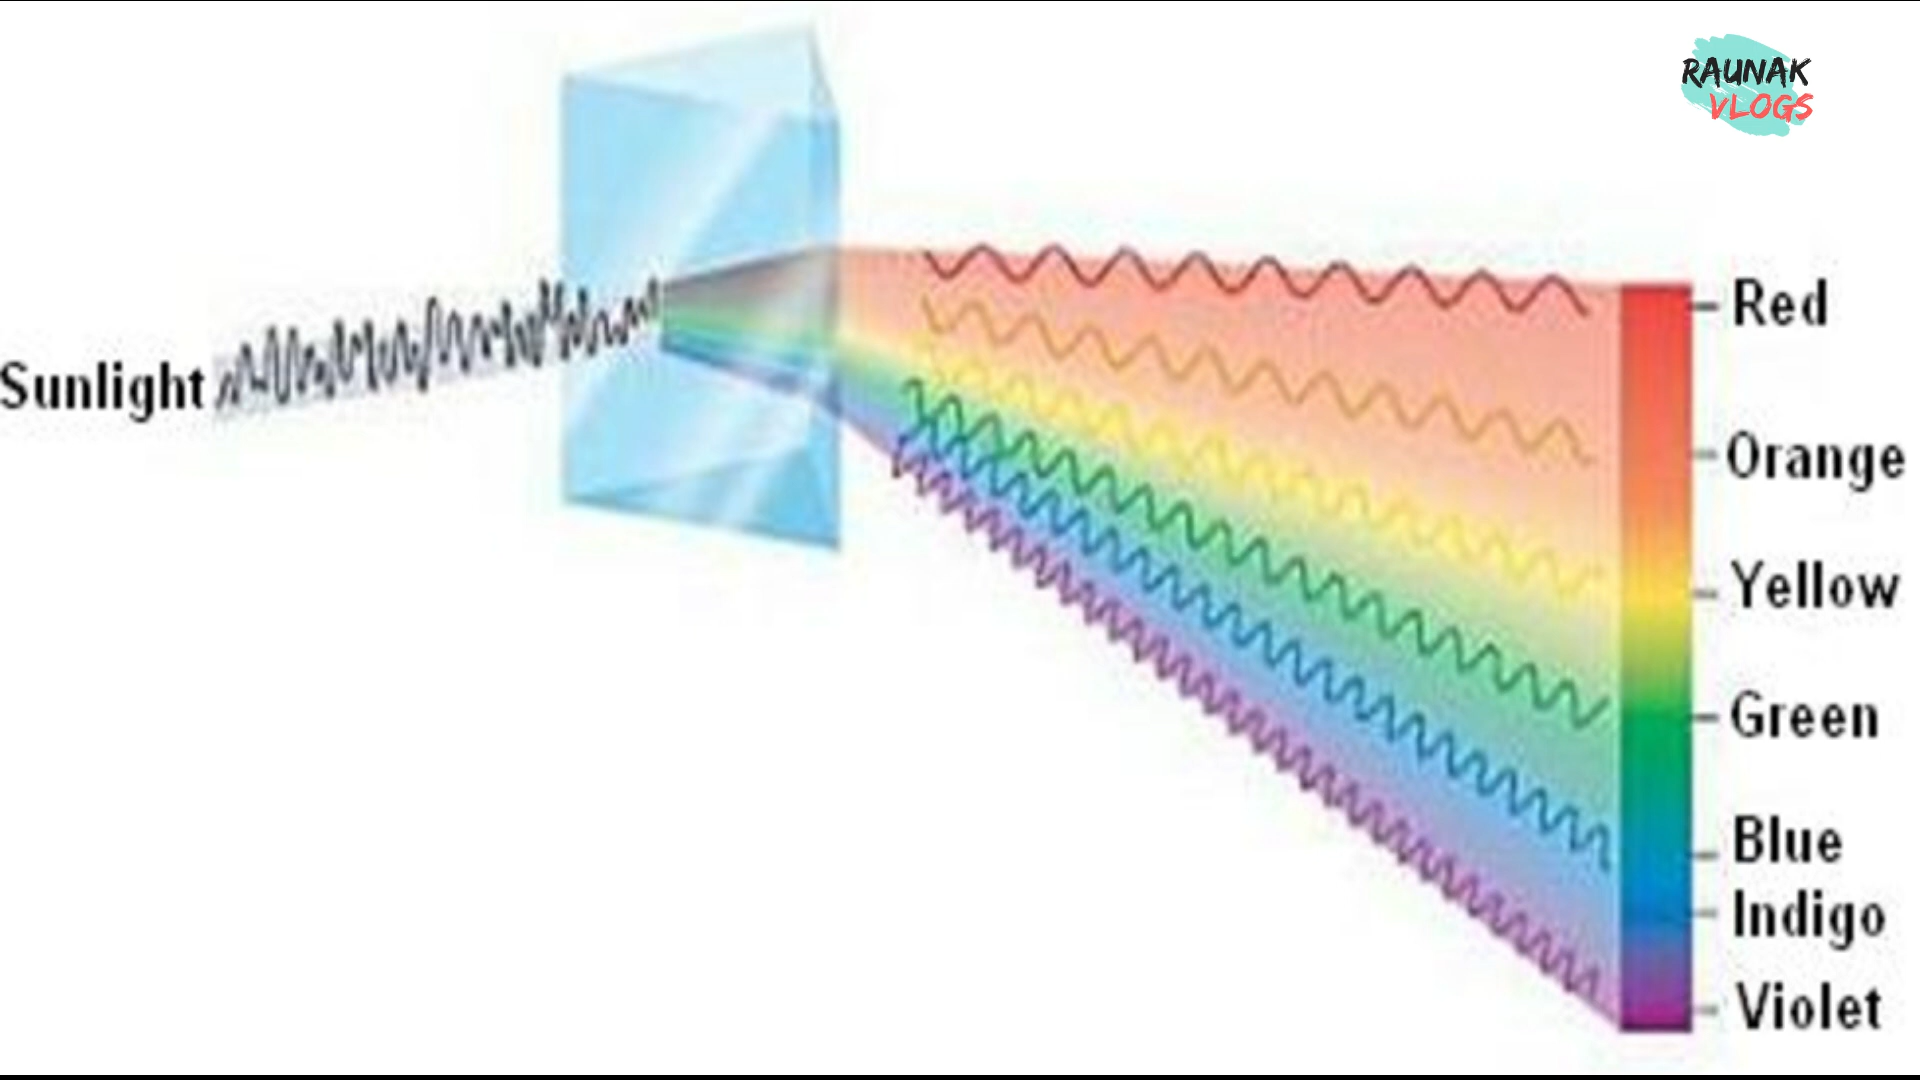 RAUNAK
VLOGS
Sunlight
Red
Orange
Yellow
Green
Blue
Indigo
Violet